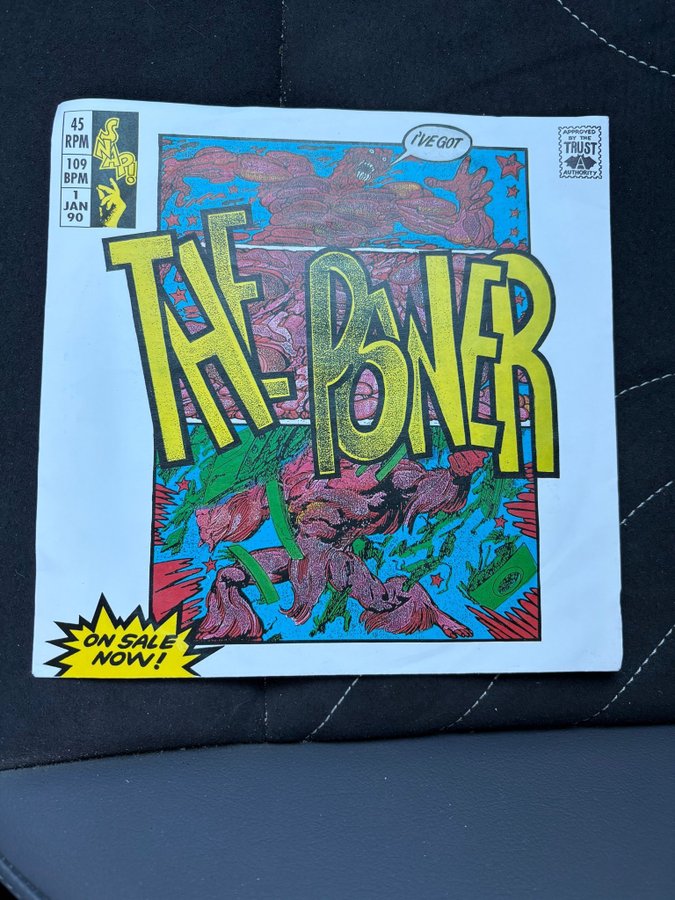 45
RPM
109
BPM
1
JAN
90
SNAP!
I'VE GOT
APPROVED
BY THE
TRUST
A
AUTHORITY
THE POWER
ON SALE
NOW!